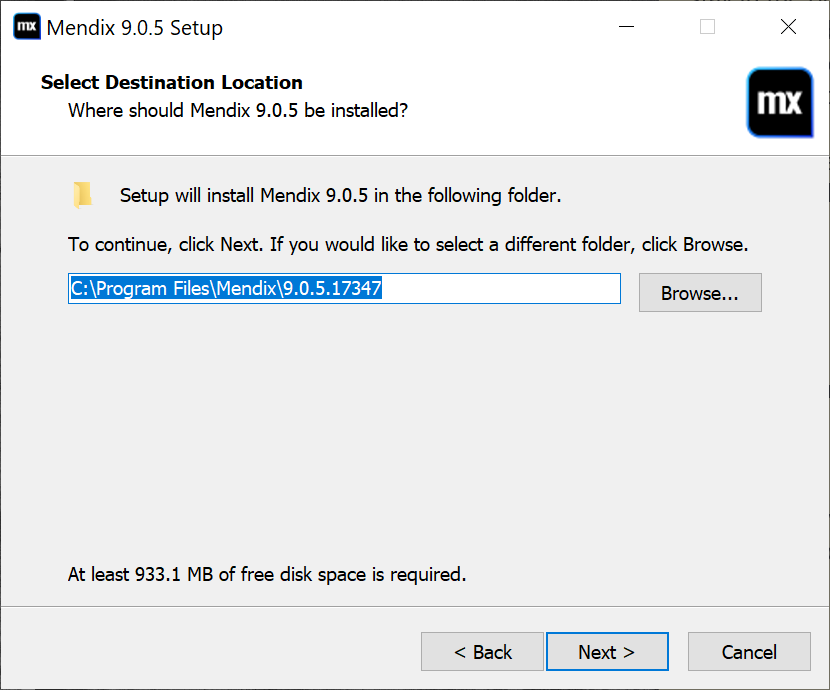 mx Mendix 9.0.5 Setup
Select Destination Location
Where should Mendix 9.0.5 be installed?
mx
Setup will install Mendix 9.0.5 in the following folder.
To continue, click Next. If you would like to select a different folder, click Browse.
C:\Program Files\Mendix\9.0.5.17347
Browse...
At least 933.1 MB of free disk space is required.
< Back Next > Cancel